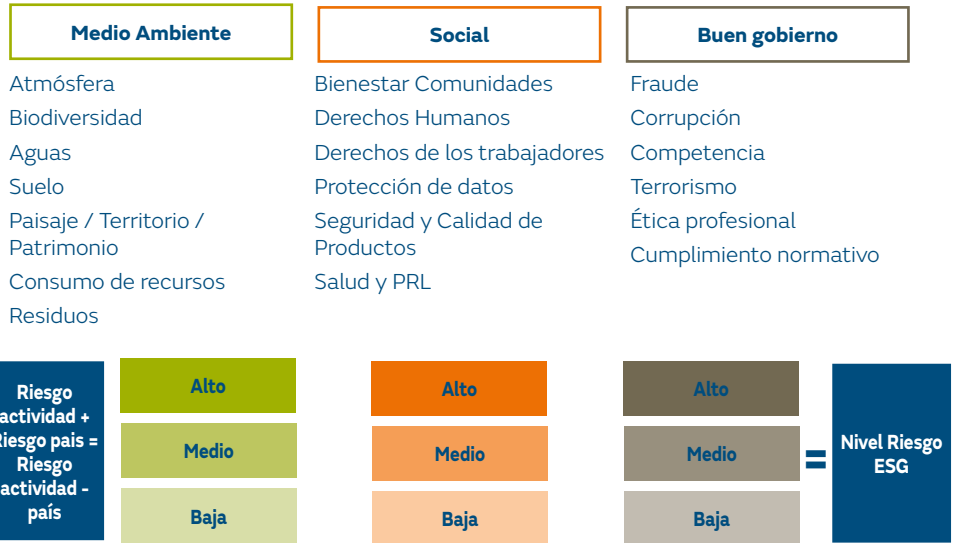 Medio Ambiente
Atmósfera
Biodiversidad
Aguas
Suelo
Paisaje / Territorio /
Patrimonio
Consumo de recursos
Residuos
Social
Bienestar Comunidades
Derechos Humanos
Derechos de los trabajadores
Protección de datos
Seguridad y Calidad de
Productos
Salud y PRL
Buen gobierno
Fraude
Corrupción
Competencia
Terrorismo
Ética profesional
Cumplimiento normativo
Riesgo
actividad +
Riesgo pais =
Riesgo
actividad -
país
Alto
Medio
Baja
Alto
Medio
Baja
Alto
Medio
Baja
=
Nivel Riesgo
ESG